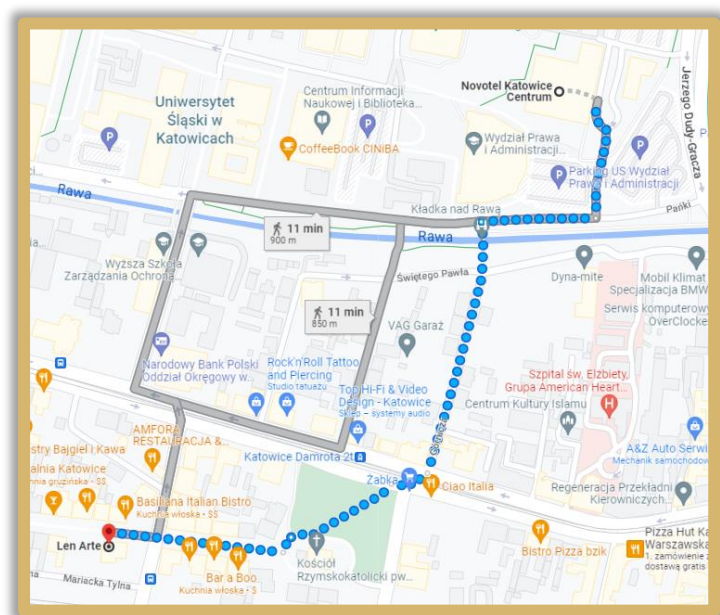 Novotel Katowice
Centrum
Centrum Informacji
Naukowej i Biblioteka...
Uniwersytet
Śląski w
Katowicach
CoffeeBook CINiBA
Wydział Prawa
i Administracji...
Jerzego Dudy-Gracza
Parking US Wydział
Prawa i Administracji
Rawa
Kładka nad Rawą
Pańki
11 min
900 m
Rawa
Wyższa Szkoła
Zarządzania Ochrona...
Świętego Pawła
Dyna-mite
Mobil Klimat
Specjalizacja BMW
Serwis komputerowy
OverClocke
11 min
850 m
VAG Garaż
Narodowy Bank Polski
Oddział Okręgowy w...
Rock'n'Roll Tattoo
and Piercing
Studio tatuażu
Top Hi-Fi & Video
Design - Katowice
Sklep – systemy audio
Szpital św. Elżbiety,
Grupa American Heart...
Centrum Kultury Islamu
Górnicza
AMFORA
RESTAURACJA &...
stry Bajgiel i Kawa
Katowice Damrota 2
A&Z Auto Serwi
Mechanik samochodow
Żabka
Ciao Italia
Regeneracja Przekładni
Kierowniczych...
alnia Katowice
hnia gruzińska • $$
Basiliana Italian Bistro
Kuchnia włoska • $$
Len Arte
Bar a Boo
Kuchnia włoska • $
Kościół
Rzymskokatolicki pw...
Bistro Pizza bzik
Pizza Hut Ka
Warszawska
1. zamówienie z
dostawą gratis
Mariacka Tylna